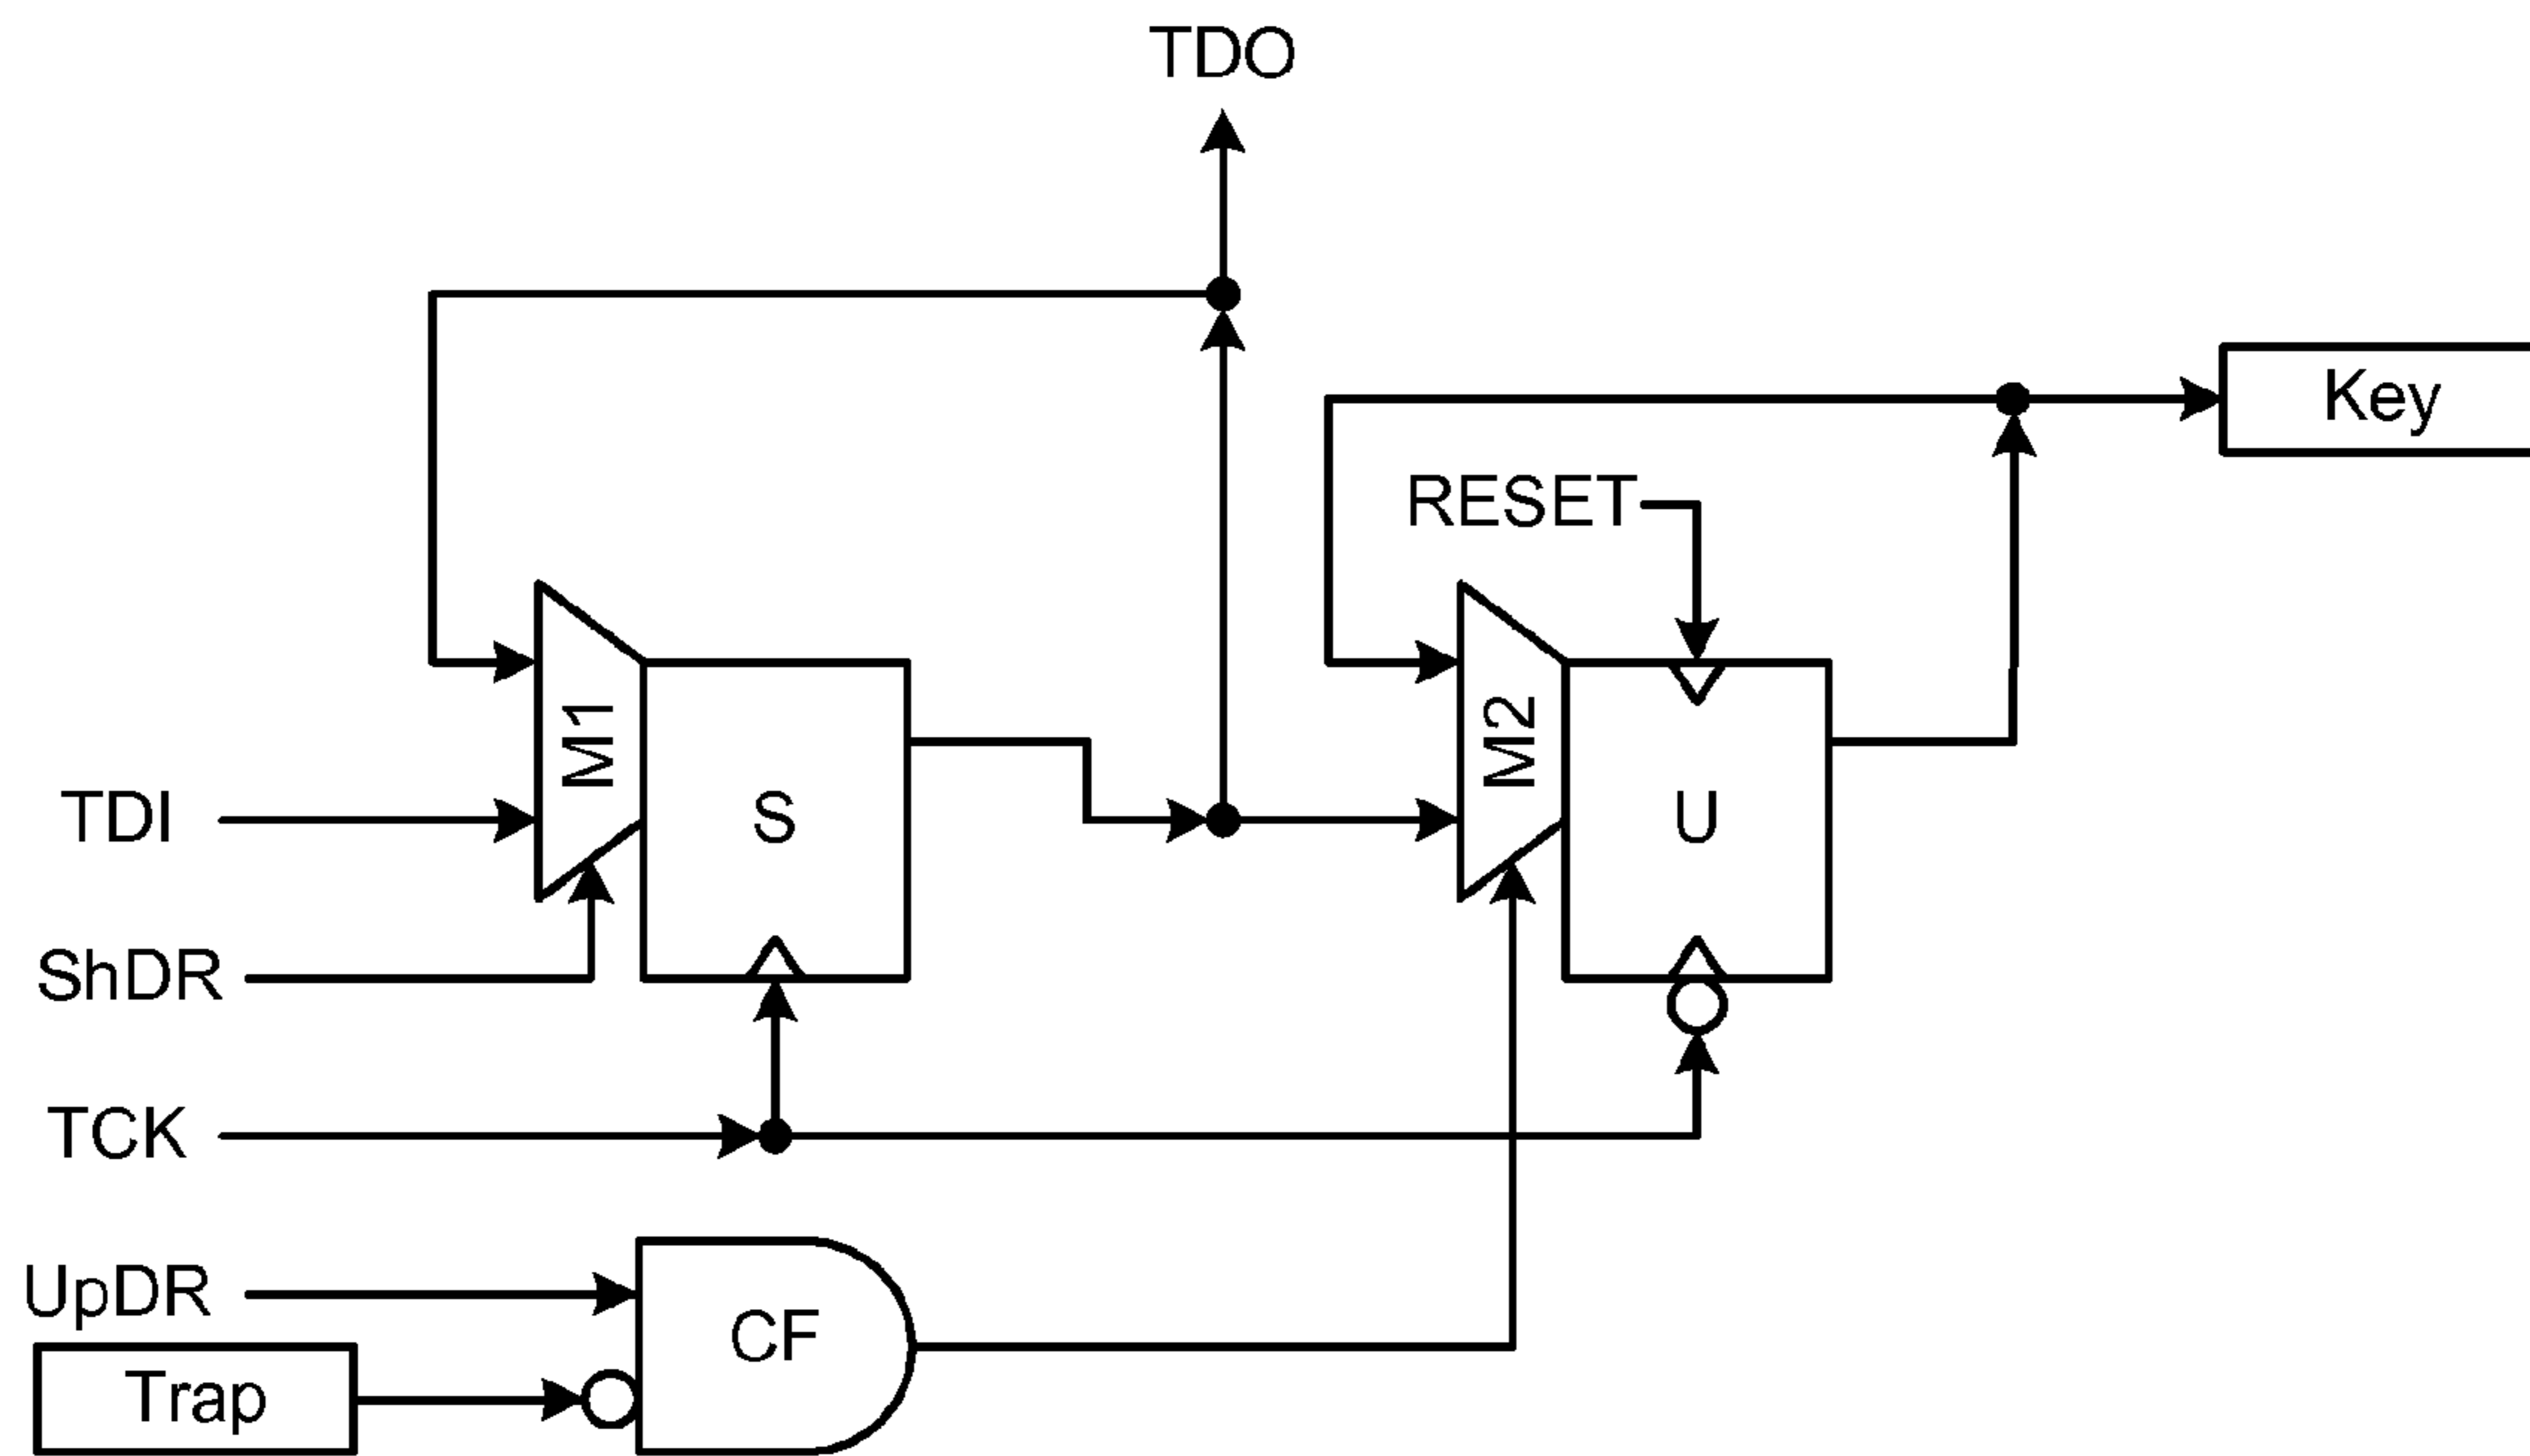 TDO
Key
RESET
M1
M2
TDI
S
U
ShDR
TCK
UpDR
CF
Trap